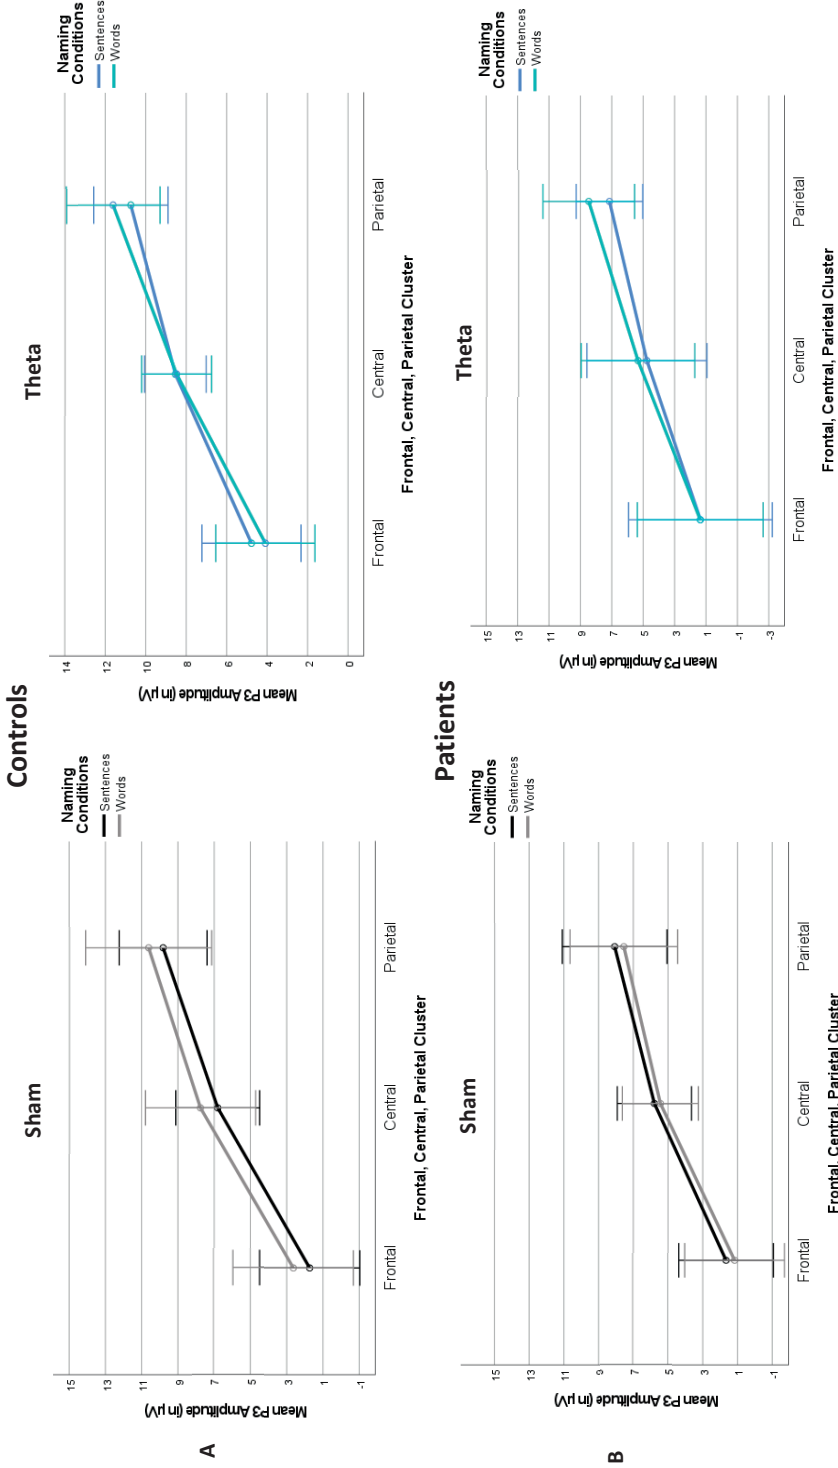 Controls
A
Sham
Naming
Conditions
Sentences
Words
Mean P3 Amplitude (in µV)
15
13
11
9
7
5
3
1
-1
Frontal
Central
Parietal
Frontal, Central, Parietal Cluster
Theta
Naming
Conditions
Sentences
Words
Mean P3 Amplitude (in µV)
14
12
10
8
6
4
2
0
Frontal
Central
Parietal
Frontal, Central, Parietal Cluster
Patients
B
Sham
Naming
Conditions
Sentences
Words
Mean P3 Amplitude (in µV)
15
13
11
9
7
5
3
1
-1
Frontal
Central
Parietal
Frontal, Central, Parietal Cluster
Theta
Naming
Conditions
Sentences
Words
Mean P3 Amplitude (in µV)
15
13
11
9
7
5
3
1
-1
-3
Frontal
Central
Parietal
Frontal, Central, Parietal Cluster